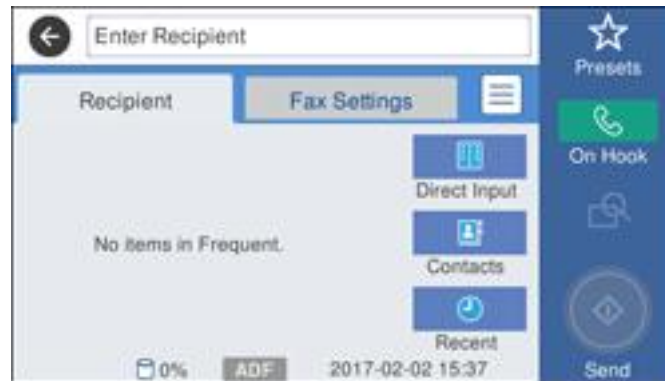 Enter Recipient
Presets
Recipient
Fax Settings
On Hook
Direct Input
No items in Frequent.
Contacts
Recent
0%
ADF
2017-02-02 15:37
Send